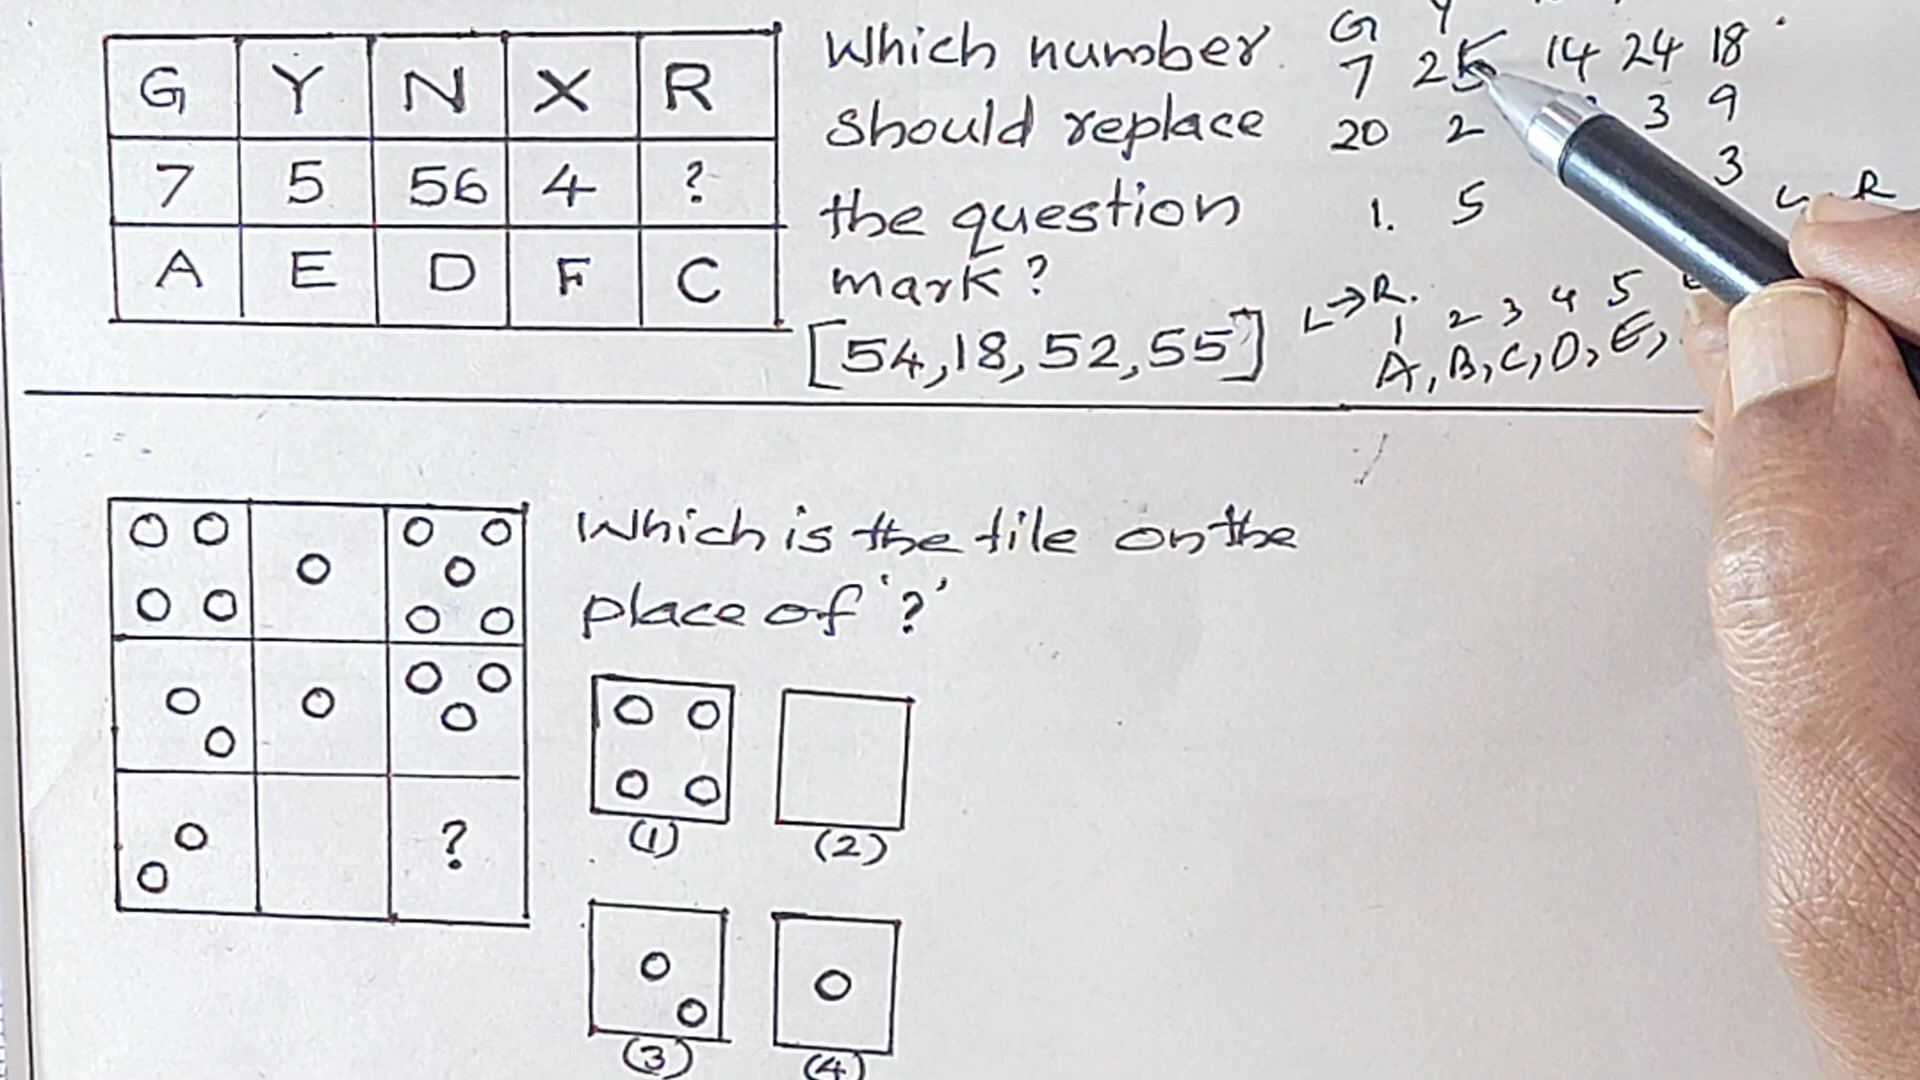 G Y N X R
7 5 56 4 ?
A E D F C
Which number
should replace
the question
mark?
[54,18,52,55]
G Y
7 25 14 24 18
20 2 3 9
1. 5 3
L→R.
1 2 3 4 5
A, B, C, D, E,
Which is the tile on the
place of '?'
?
(1) (2)
(3) (4)